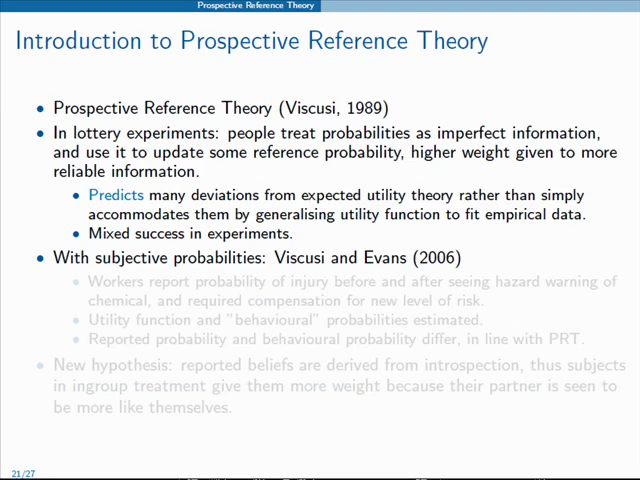 Prospective Reference Theory
Introduction to Prospective Reference Theory
• Prospective Reference Theory (Viscusi, 1989)
• In lottery experiments: people treat probabilities as imperfect information,
and use it to update some reference probability, higher weight given to more
reliable information.
• Predicts many deviations from expected utility theory rather than simply
accommodates them by generalising utility function to fit empirical data.
• Mixed success in experiments.
• With subjective probabilities: Viscusi and Evans (2006)
• Workers report probability of injury before and after seeing hazard warning of
chemical, and required compensation for new level of risk.
• Utility function and "behavioural" probabilities estimated.
• Reported probability and behavioural probability differ, in line with PRT.
• New hypothesis: reported beliefs are derived from introspection, thus subjects
in ingroup treatment give them more weight because their partner is seen to
be more like themselves.
21/27